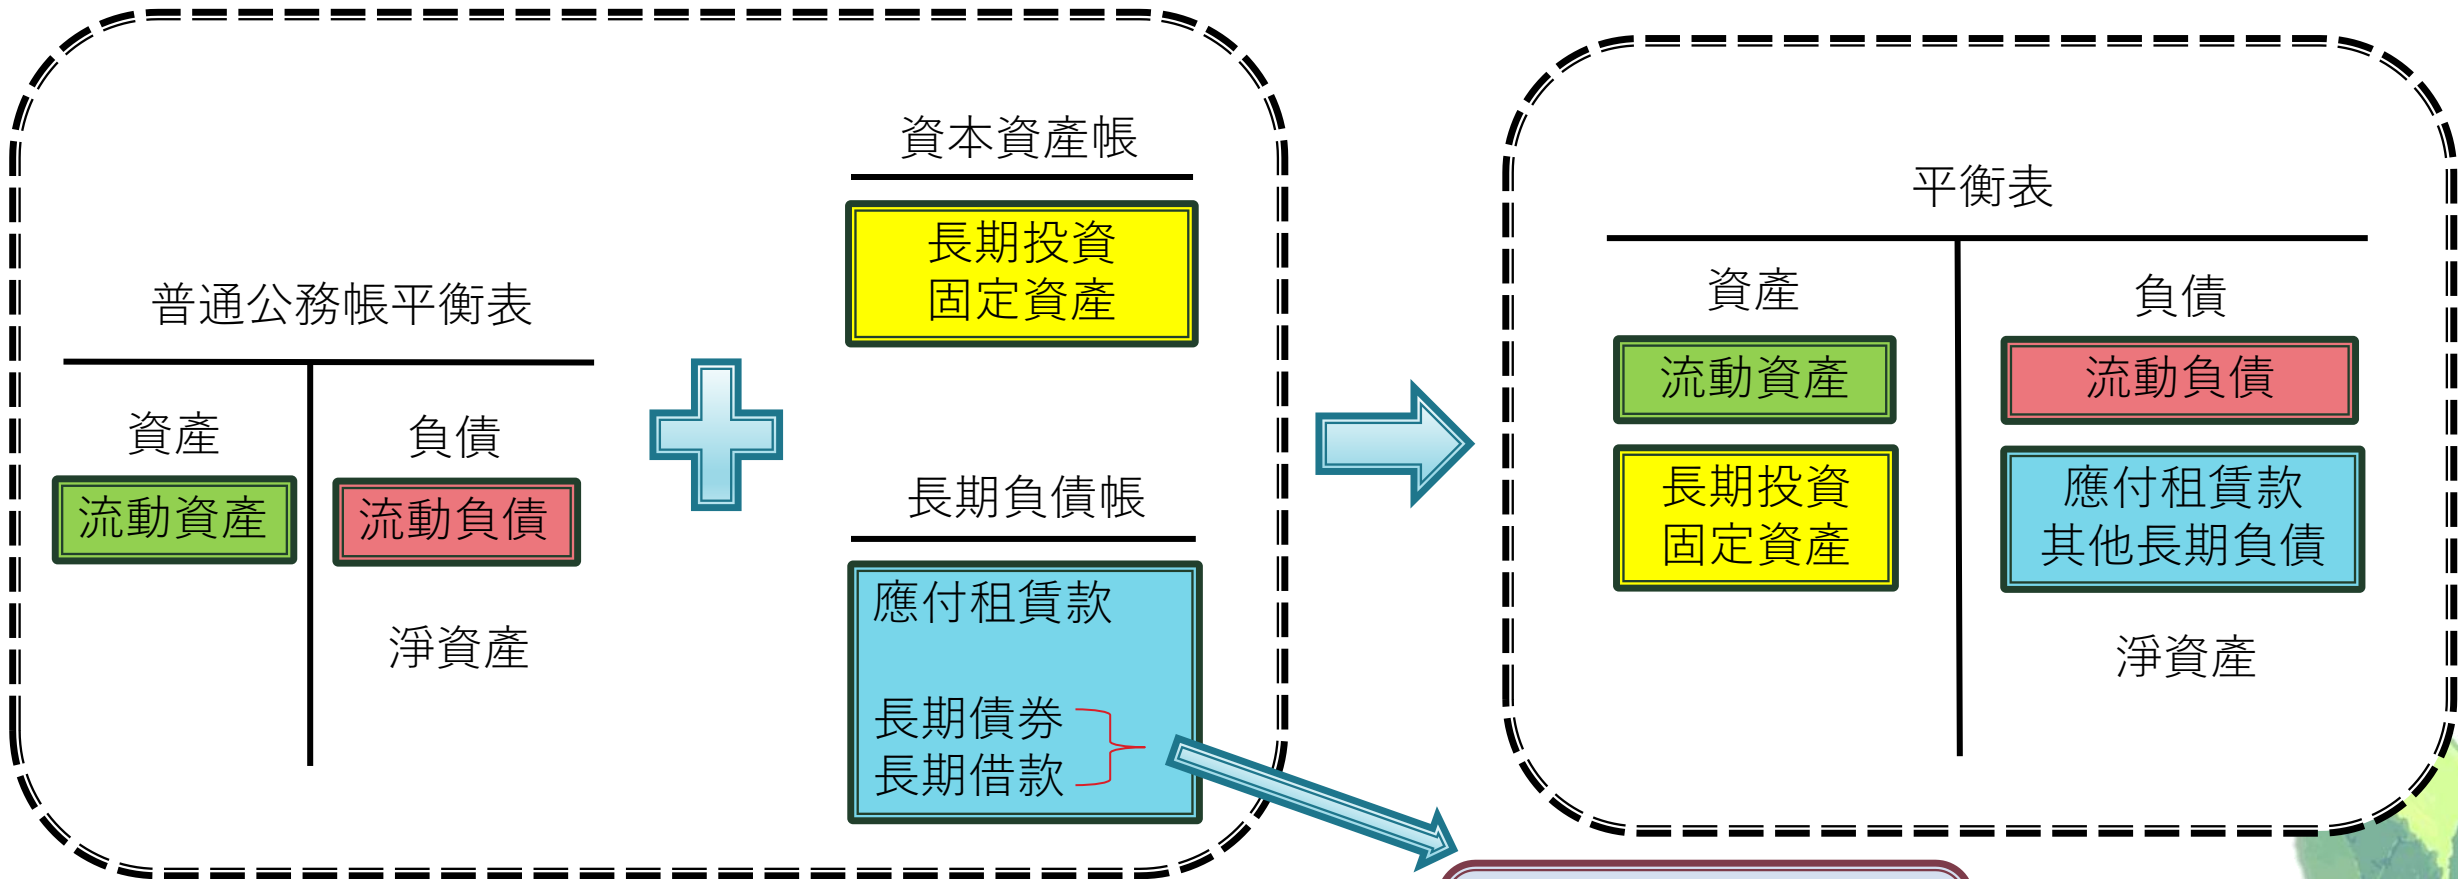 普通公務帳平衡表
資產
負債
流動資產
流動負債
淨資產
資本資產帳
長期投資
固定資產
長期負債帳
應付租賃款
長期債券
長期借款
平衡表
資產
負債
流動資產
流動負債
長期投資
固定資產
應付租賃款
其他長期負債
淨資產